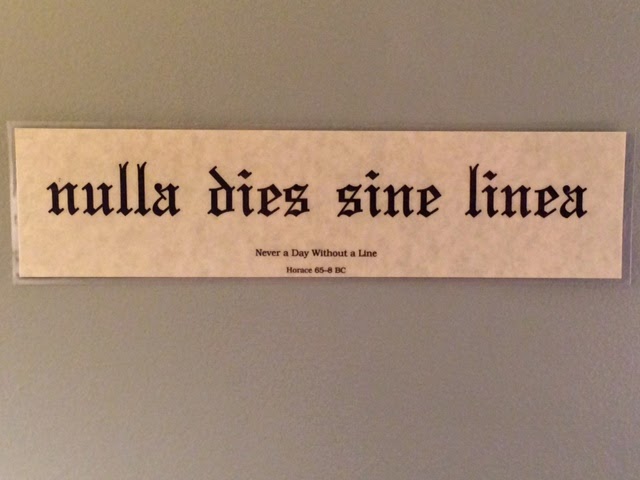 nulla dies sine linea
Never a Day Without a Line
Horace 65-8 BC